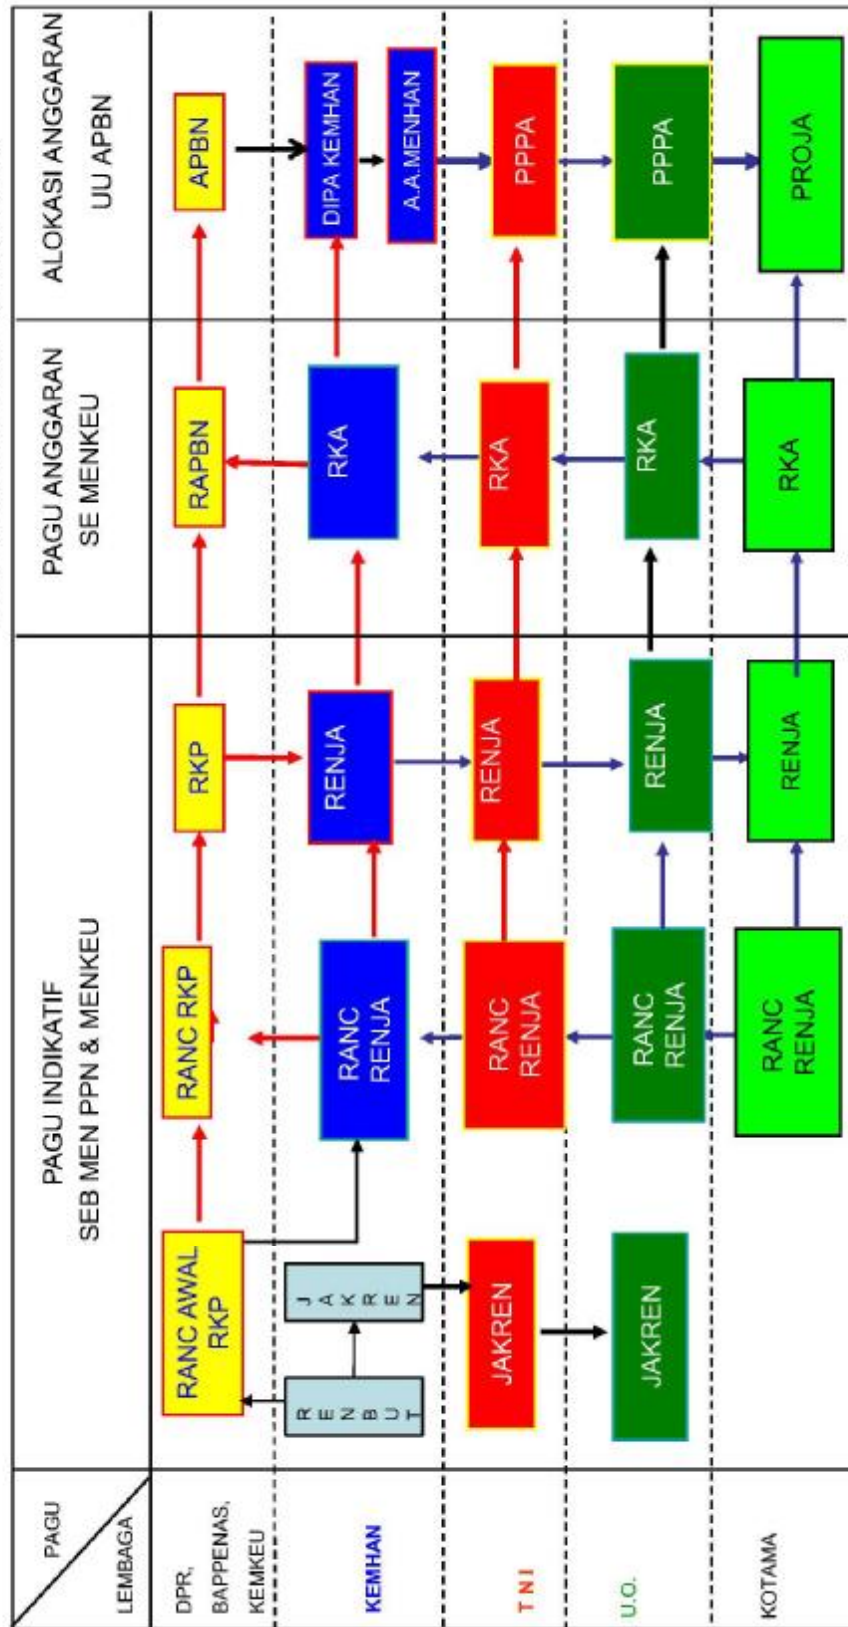 PAGU
LEMBAGA
PAGU INDIKATIF
SEB MEN PPN & MENKEU
PAGU ANGGARAN
SE MENKEU
ALOKASI ANGGARAN
UU APBN
DPR,
BAPPENAS,
KEMKEU
RANC AWAL
RKP
RANC RKP
RKP
RAPBN
APBN
KEMHAN
RENBUT
JAKREN
RANC
RENJA
RENJA
RKA
DIPA KEMHAN
A.A.MENHAN
T N I
JAKREN
RANC
RENJA
RENJA
RKA
PPPA
U.O.
JAKREN
RANC
RENJA
RENJA
RKA
PPPA
KOTAMA
RANC
RENJA
RENJA
RKA
PROJA